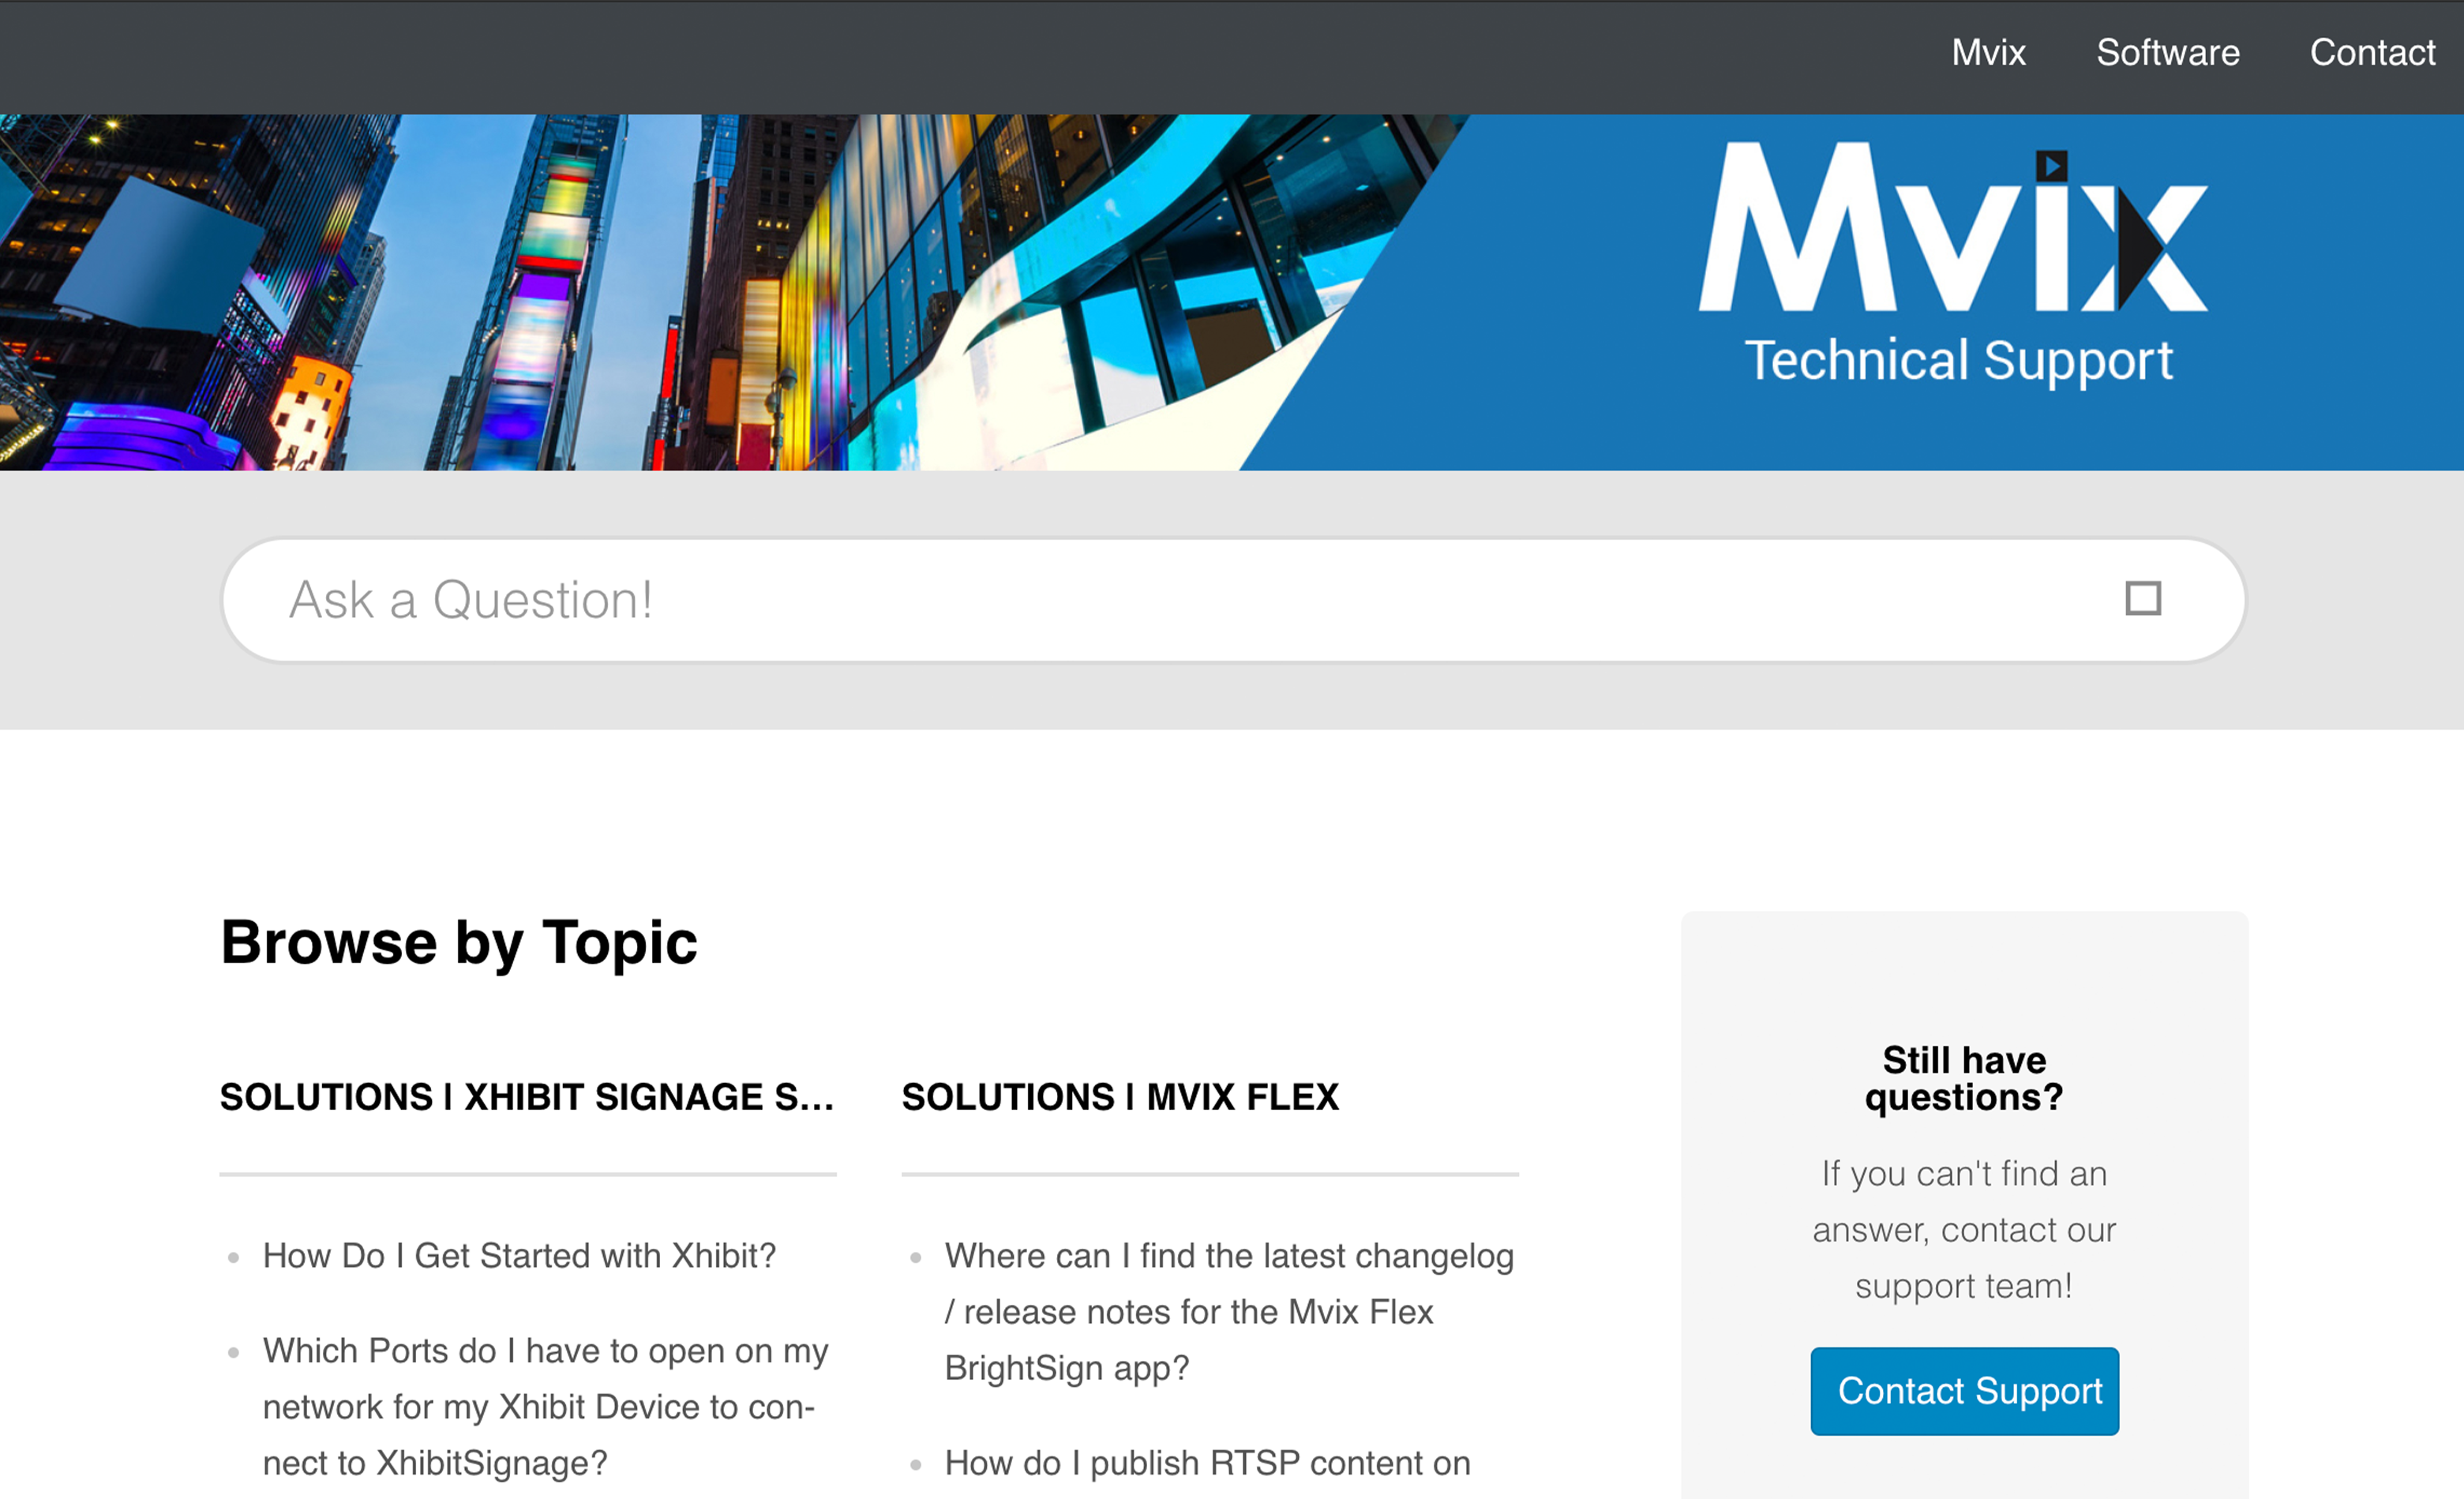 Mvix Software Contact
Mvix
Technical Support
Ask a Question!
Browse by Topic
SOLUTIONS | XHIBIT SIGNAGE S...
How Do I Get Started with Xhibit?
Which Ports do I have to open on my
network for my Xhibit Device to con-
nect to XhibitSignage?
SOLUTIONS | MVIX FLEX
Where can I find the latest changelog
/ release notes for the Mvix Flex
BrightSign app?
How do I publish RTSP content on
Still have
questions?
If you can't find an
answer, contact our
support team!
Contact Support